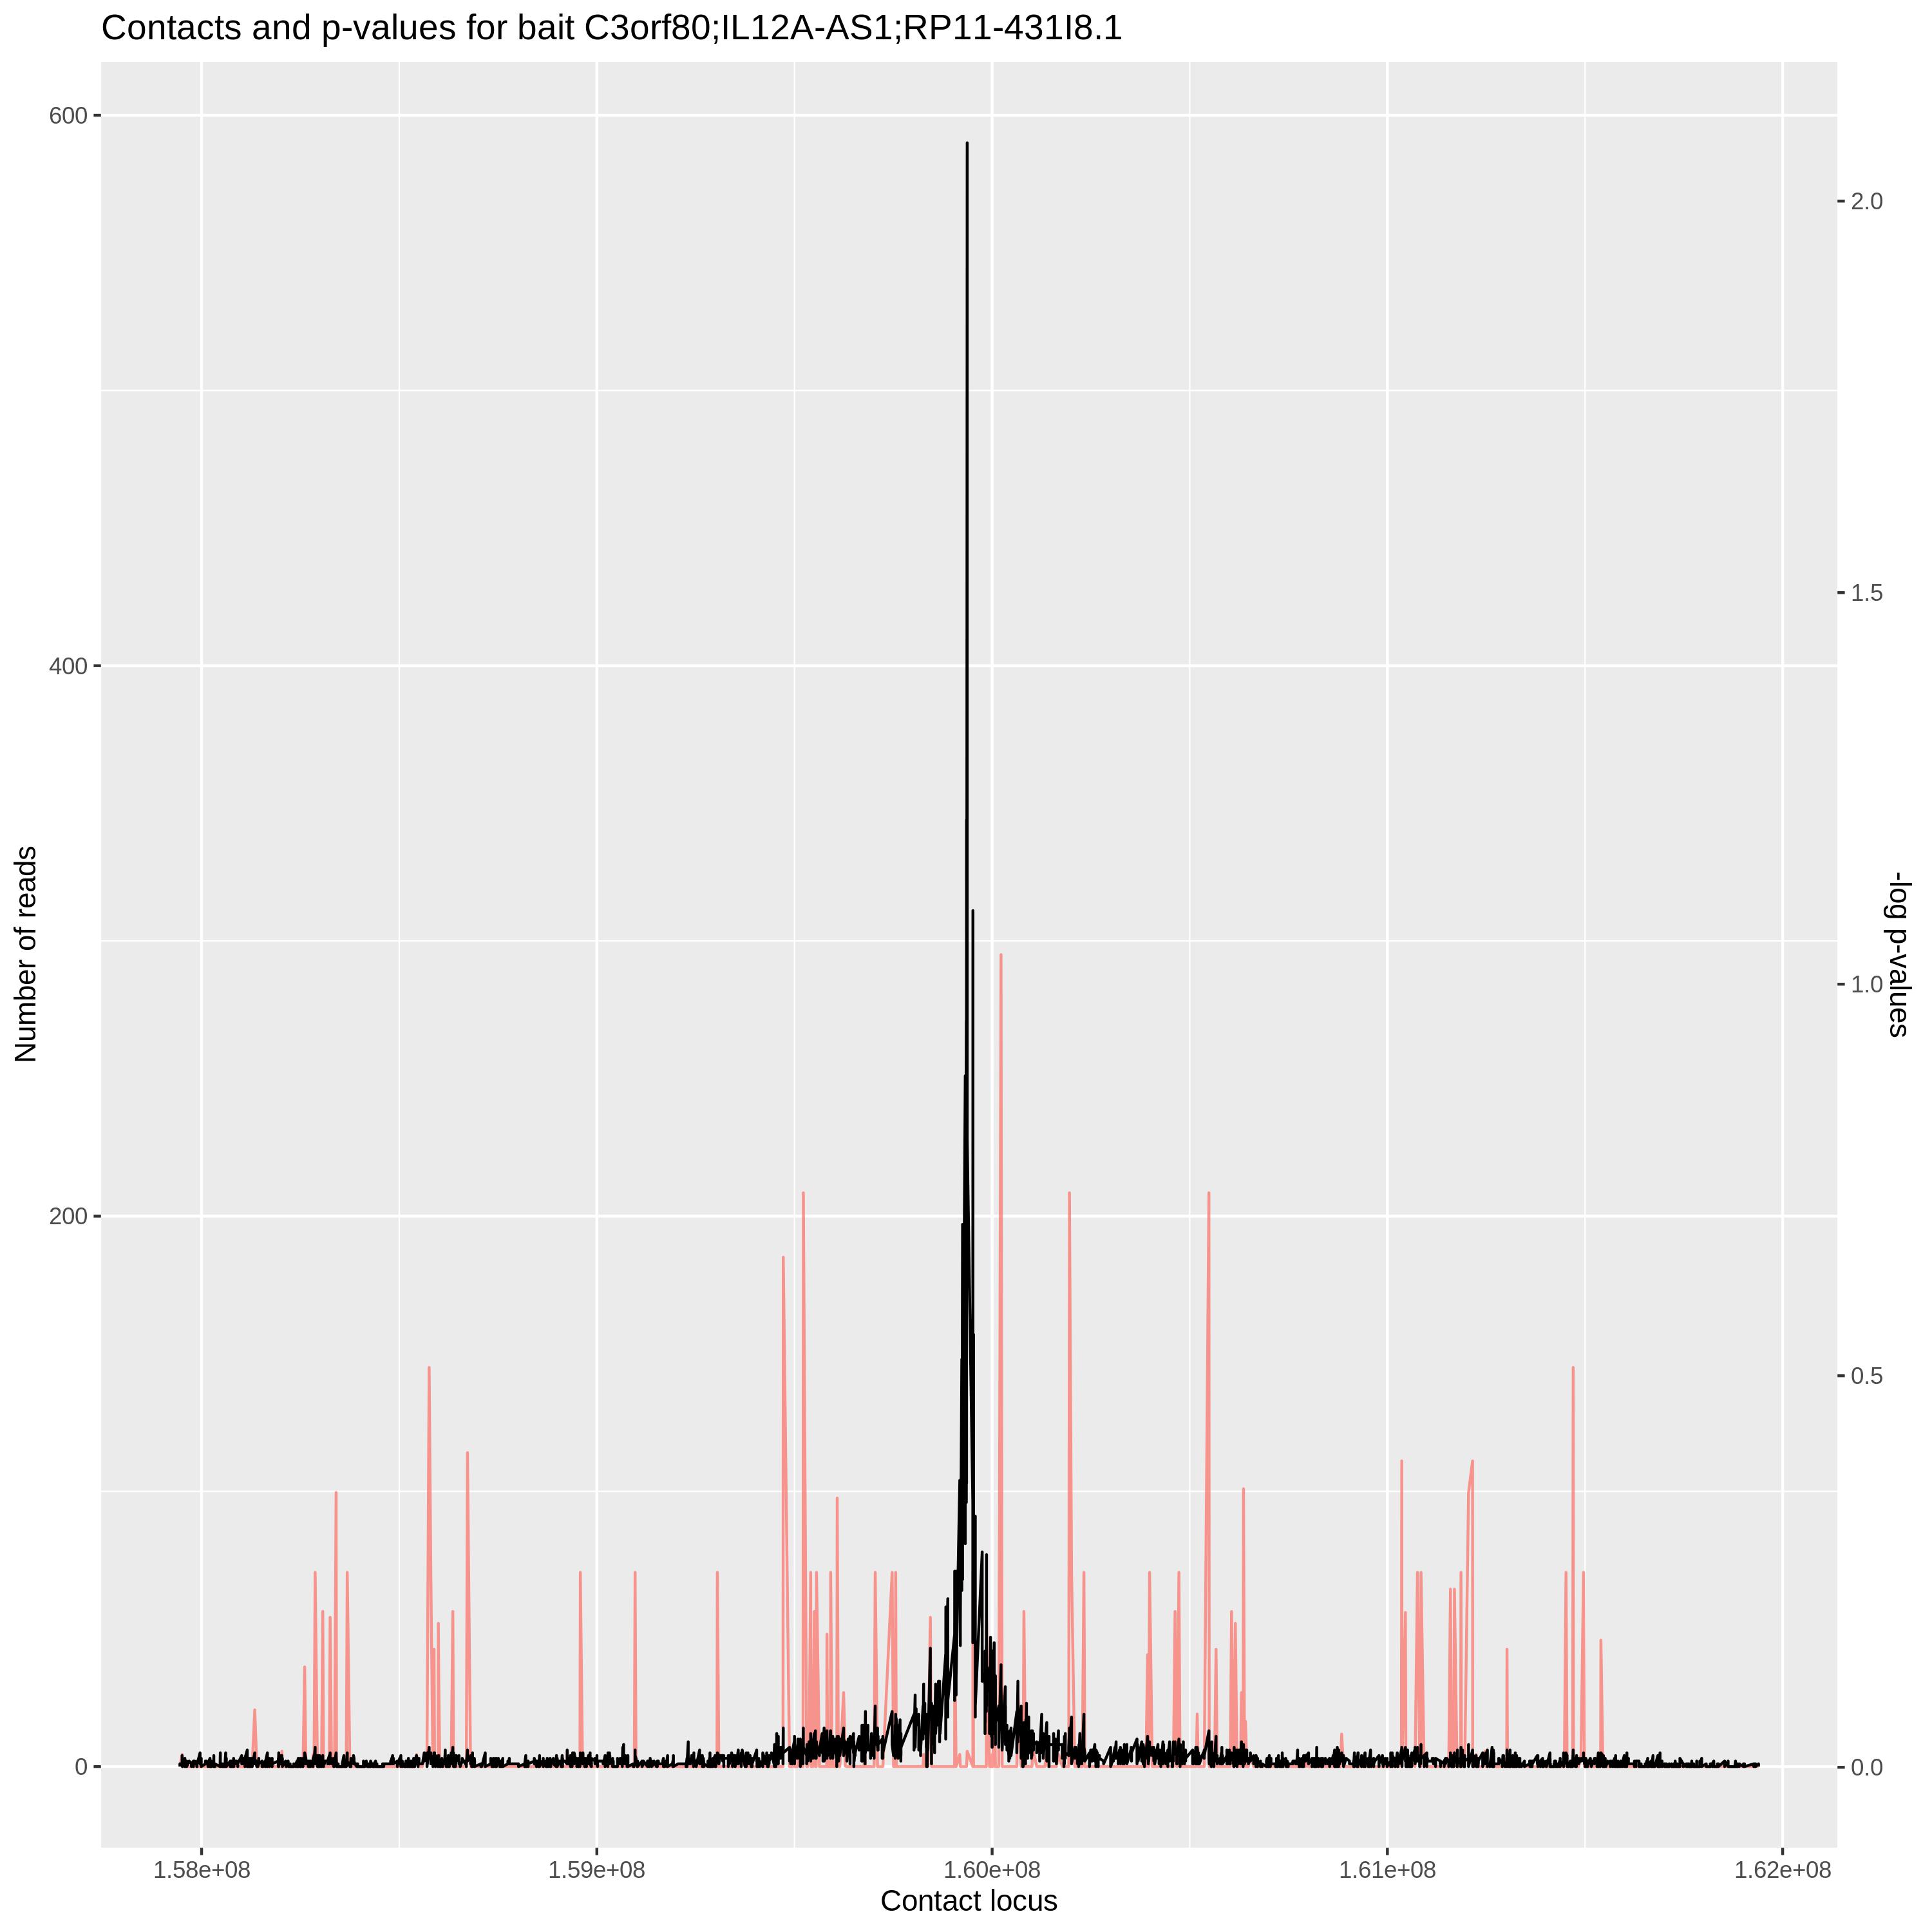 Contacts and p-values for bait C3orf80;IL12A-AS1;RP11-431I8.1
600
400
200
0
Number of reads
2.0
1.5
1.0
0.5
0.0
-log p-values
1.58e+08
1.59e+08
1.60e+08
1.61e+08
1.62e+08
Contact locus